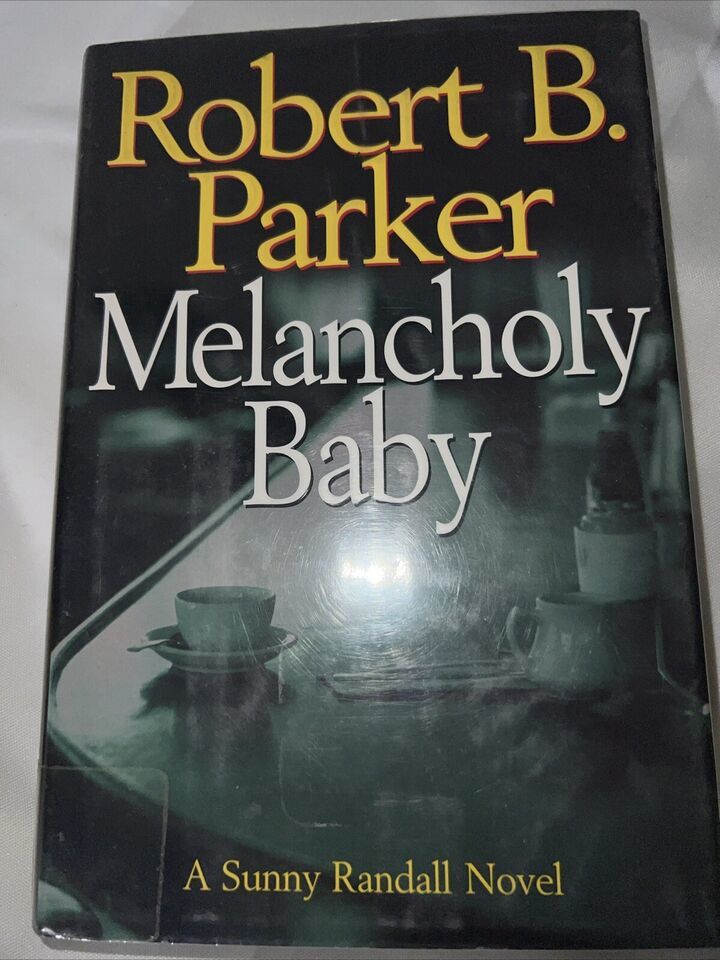 Robert B.
Parker
Melancholy
Baby
A Sunny Randall Novel